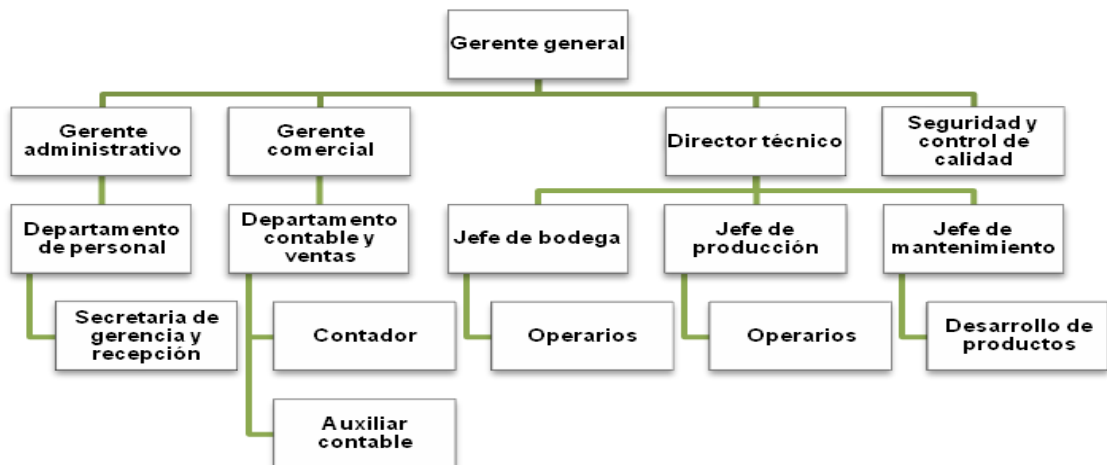 Gerente general
Gerente
administrativo
Gerente
comercial
Director técnico
Seguridad y
control de
calidad
Departamento
de personal
Departamento
contable y
ventas
Jefe de bodega
Jefe de
producción
Jefe de
mantenimiento
Secretaria de
gerencia y
recepción
Contador
Operarios
Operarios
Desarrollo de
productos
Auxiliar
contable